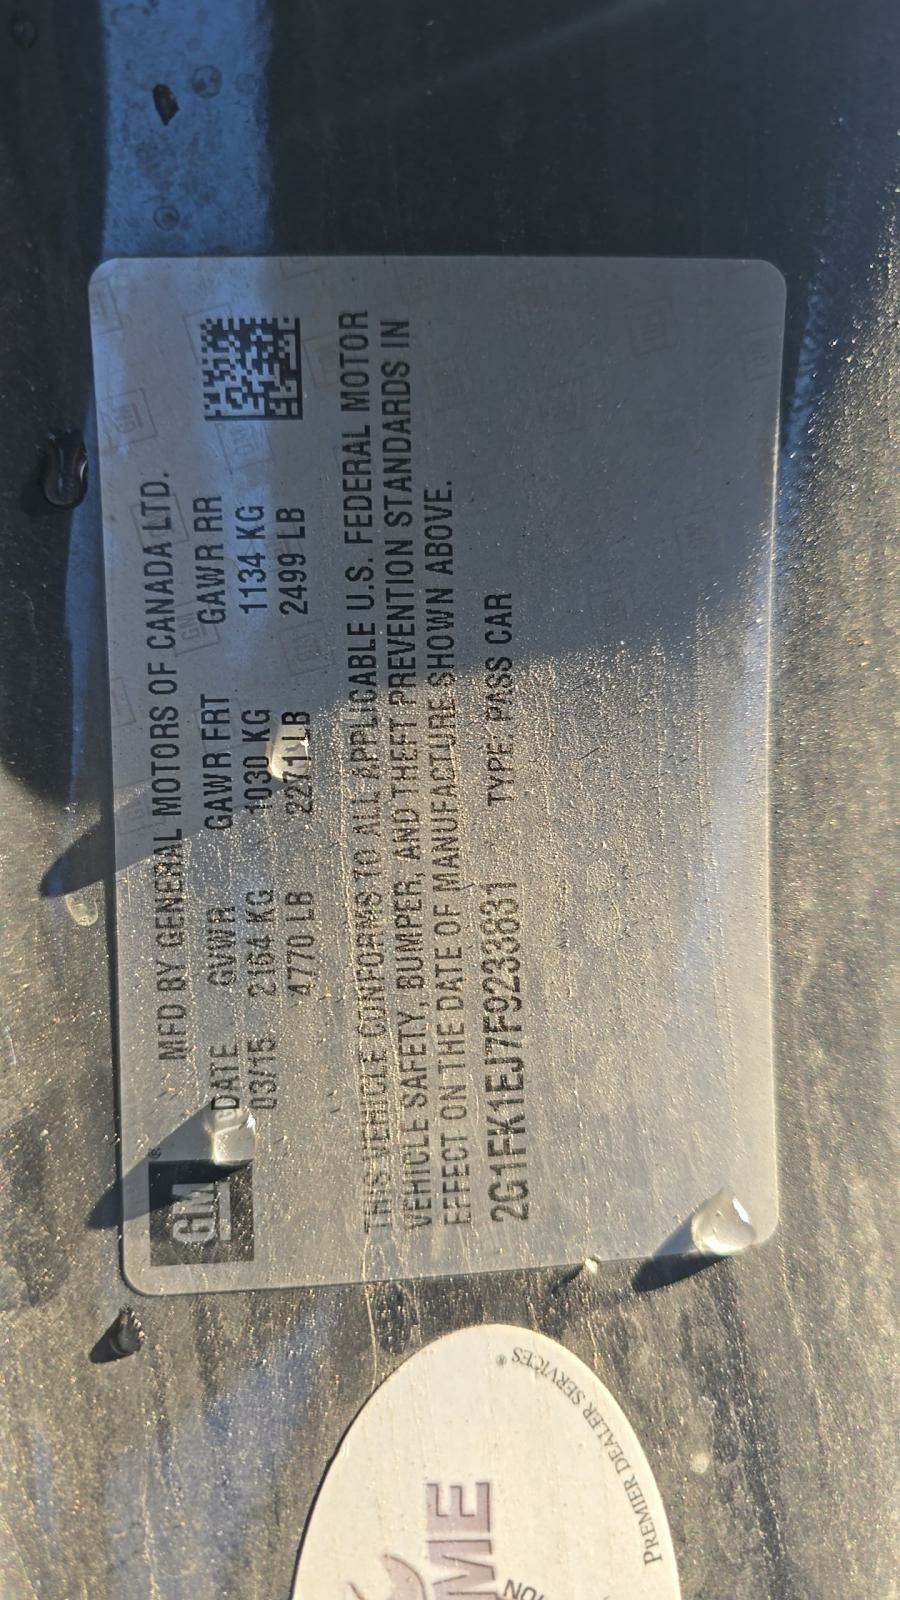 GM
®
MFD BY GENERAL MOTORS OF CANADA LTD.
DATE GVWR GAWR FRT GAWR RR
03/15 2164 KG 1030 KG 1134 KG
4770 LB 2271 LB 2499 LB
THIS VEHICLE CONFORMS TO ALL APPLICABLE U.S. FEDERAL MOTOR
VEHICLE SAFETY, BUMPER, AND THEFT PREVENTION STANDARDS IN
EFFECT ON THE DATE OF MANUFACTURE SHOWN ABOVE.
2G1FK1EJ7F9233831 TYPE: PASS CAR
PREMIER DEALER SERVICES®